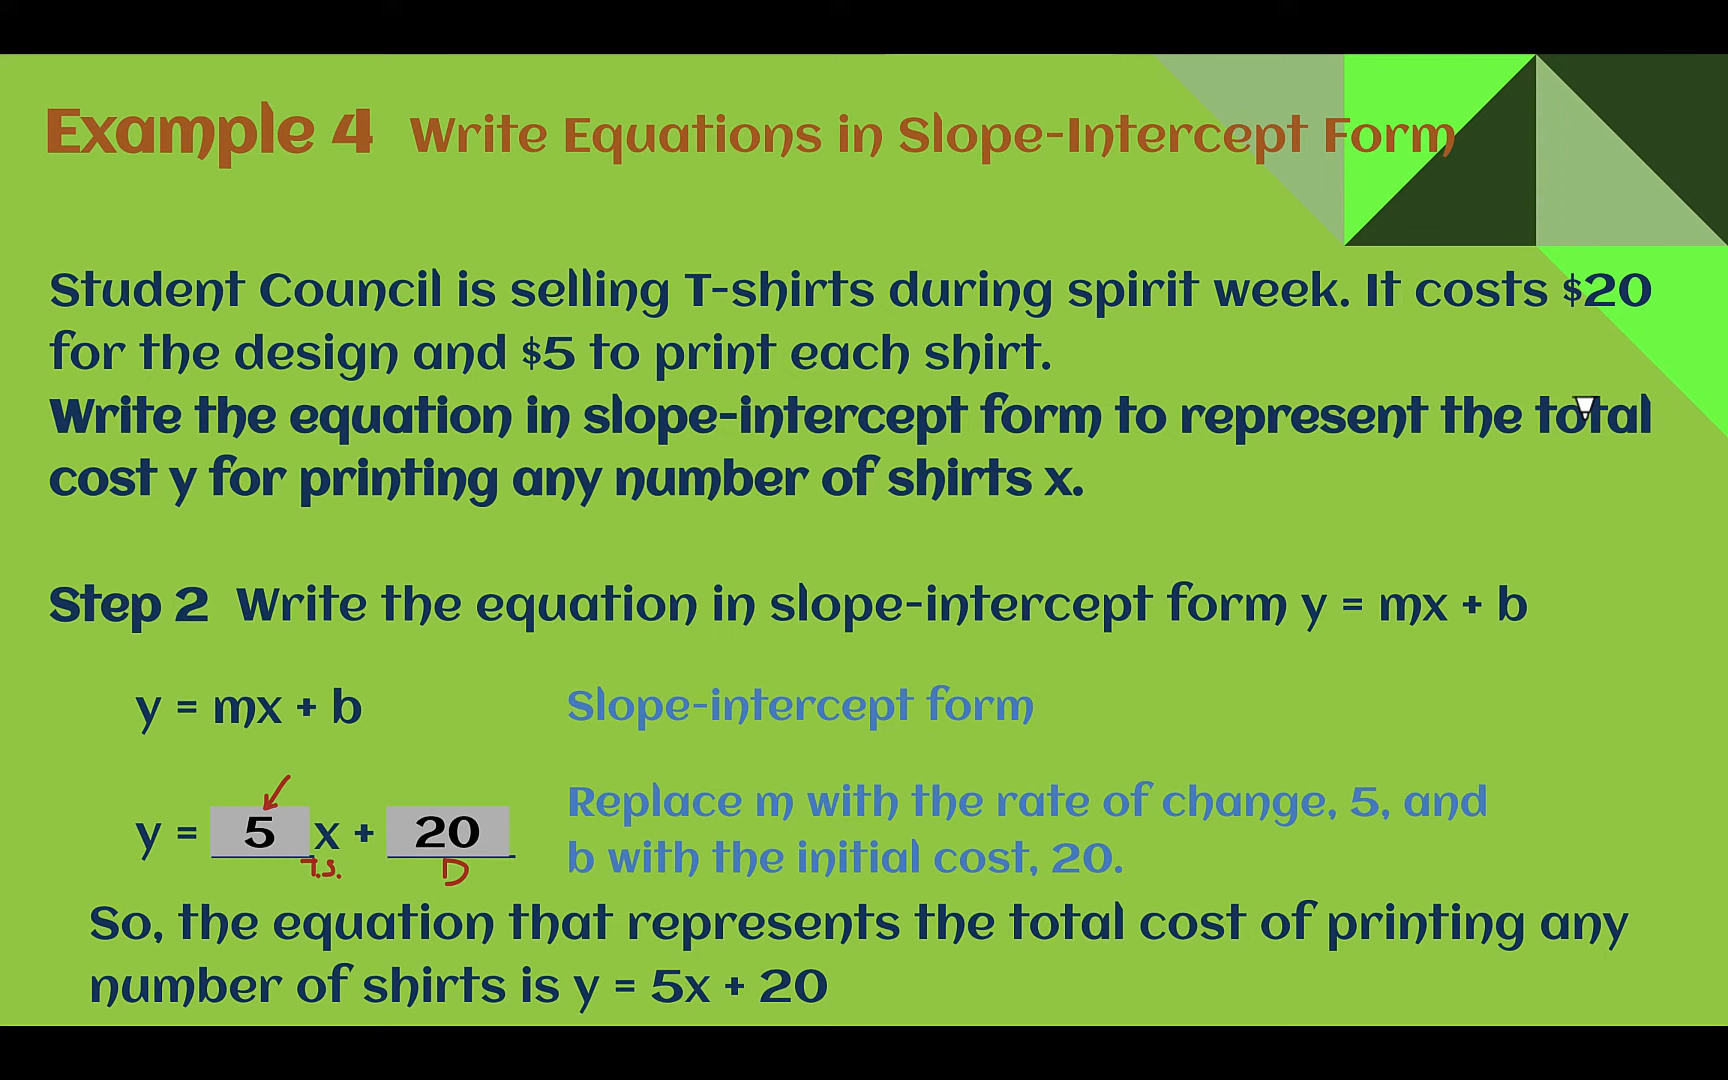 Example 4 Write Equations in Slope-Intercept Form
Student Council is selling T-shirts during spirit week. It costs $20
for the design and $5 to print each shirt.
Write the equation in slope-intercept form to represent the total
cost y for printing any number of shirts x.
Step 2 Write the equation in slope-intercept form y = mx + b
y = mx + b Slope-intercept form
y = 5 x + 20
T.S. D
Replace m with the rate of change, 5, and
b with the initial cost, 20.
So, the equation that represents the total cost of printing any
number of shirts is y = 5x + 20